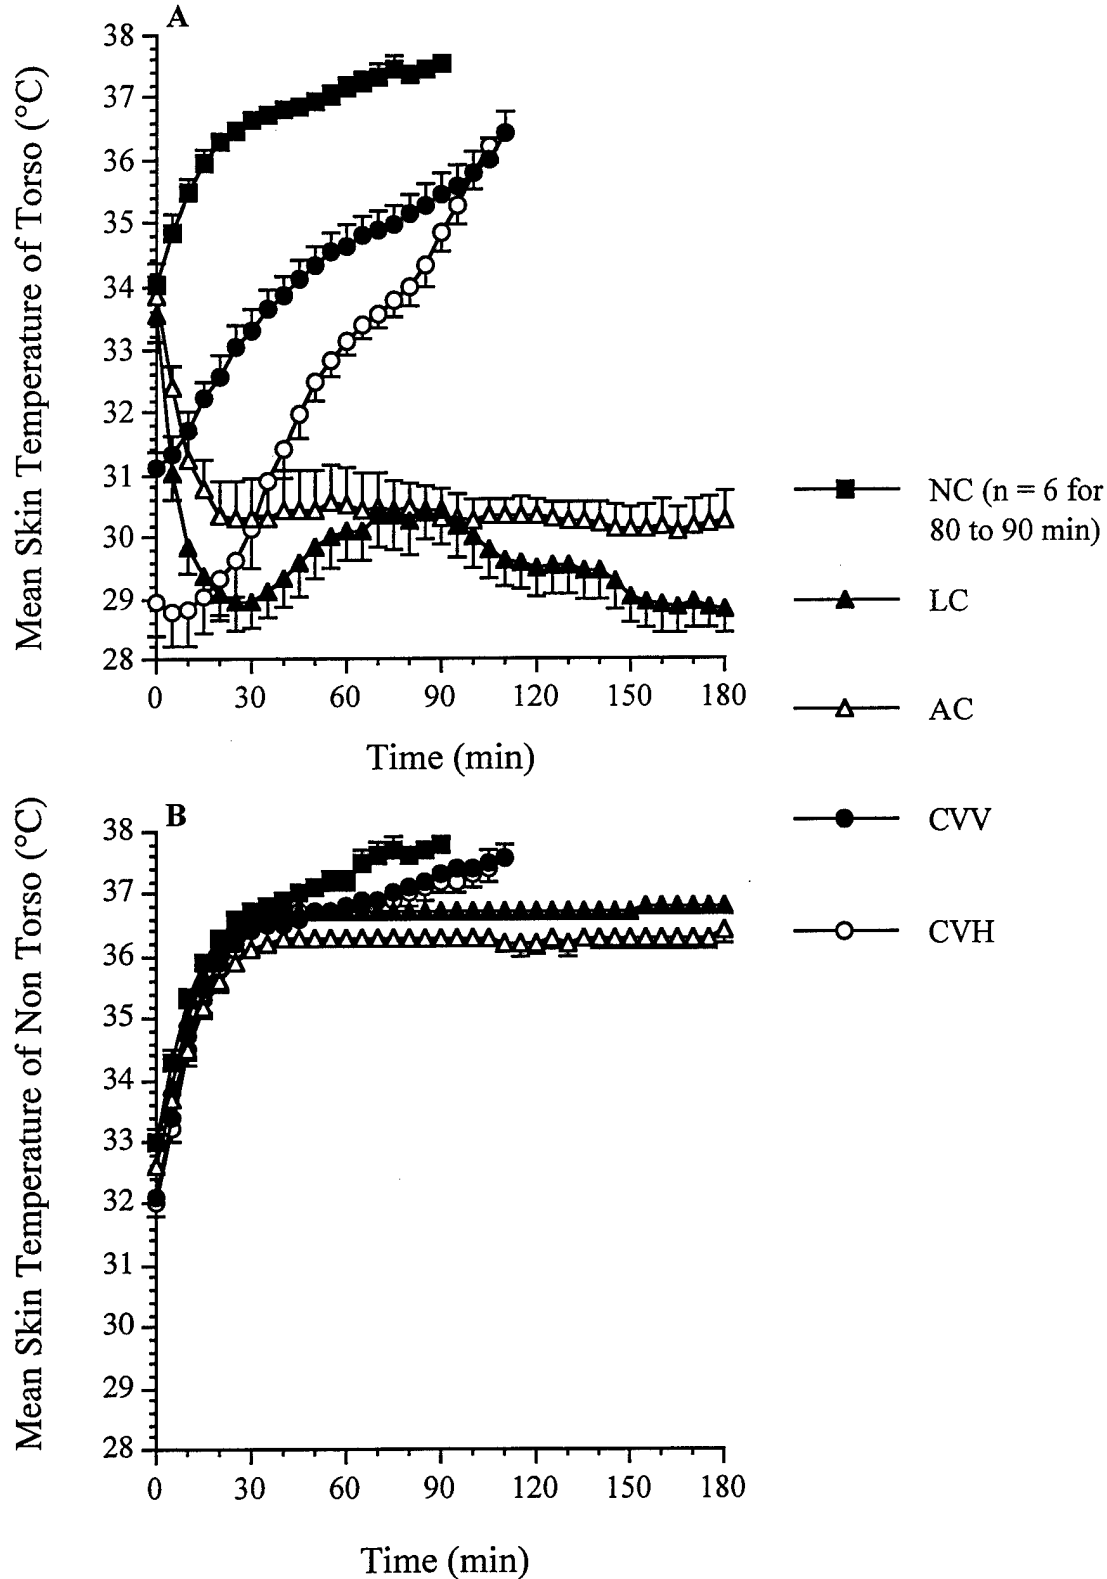 A
Mean Skin Temperature of Torso (°C)
38
37
36
35
34
33
32
31
30
29
28
0 30 60 90 120 150 180
Time (min)
NC (n = 6 for
80 to 90 min)
LC
AC
CVV
CVH
B
Mean Skin Temperature of Non Torso (°C)
38
37
36
35
34
33
32
31
30
29
28
0 30 60 90 120 150 180
Time (min)